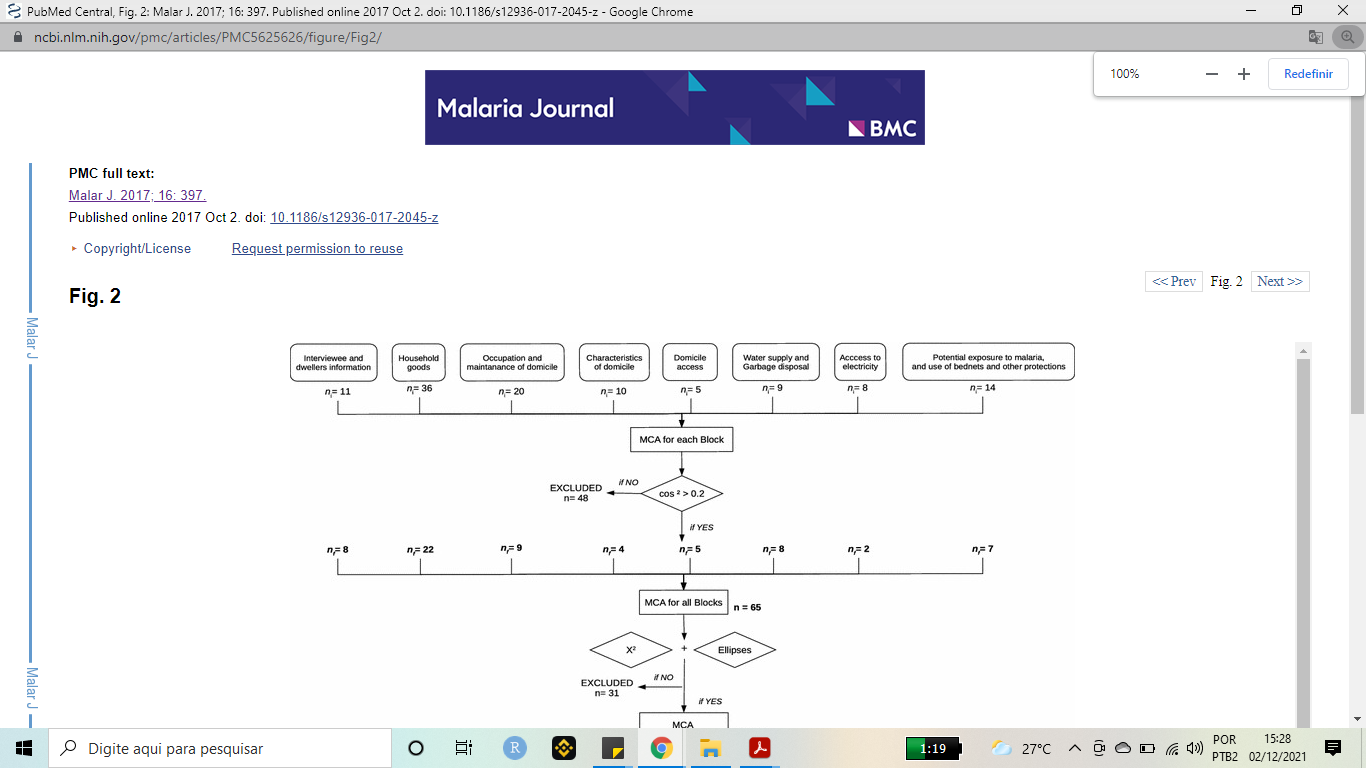 PubMed Central, Fig. 2: Malar J. 2017; 16: 397. Published online 2017 Oct 2. doi: 10.1186/s12936-017-2045-z - Google Chrome
ncbi.nlm.nih.gov/pmc/articles/PMC5625626/figure/Fig2/
100%
Redefinir
Malaria Journal
BMC
PMC full text:
Malar J. 2017; 16: 397.
Published online 2017 Oct 2. doi: 10.1186/s12936-017-2045-z
Copyright/License Request permission to reuse
<< Prev Fig. 2 Next >>
Fig. 2
Malar J
Malar J
Interviewee and
dwellers information
Household
goods
Occupation and
maintanance of domicile
Characteristics
of domicile
Domicile
access
Water supply and
Garbage disposal
Acccess to
electricity
Potential exposure to malaria,
and use of bednets and other protections
ni= 11 ni= 36 ni= 20 ni= 10 ni= 5 ni= 9 ni= 8 ni= 14
MCA for each Block
cos ² > 0.2
if NO
EXCLUDED
n= 48
if YES
nf= 8 nf= 22 nf= 9 nf= 4 nf= 5 nf= 8 nf= 2 nf= 7
MCA for all Blocks n = 65
X² + Ellipses
if NO
EXCLUDED
n= 31
if YES
MCA
Digite aqui para pesquisar
R
1:19
27°C
POR
PTB2
15:28
02/12/2021